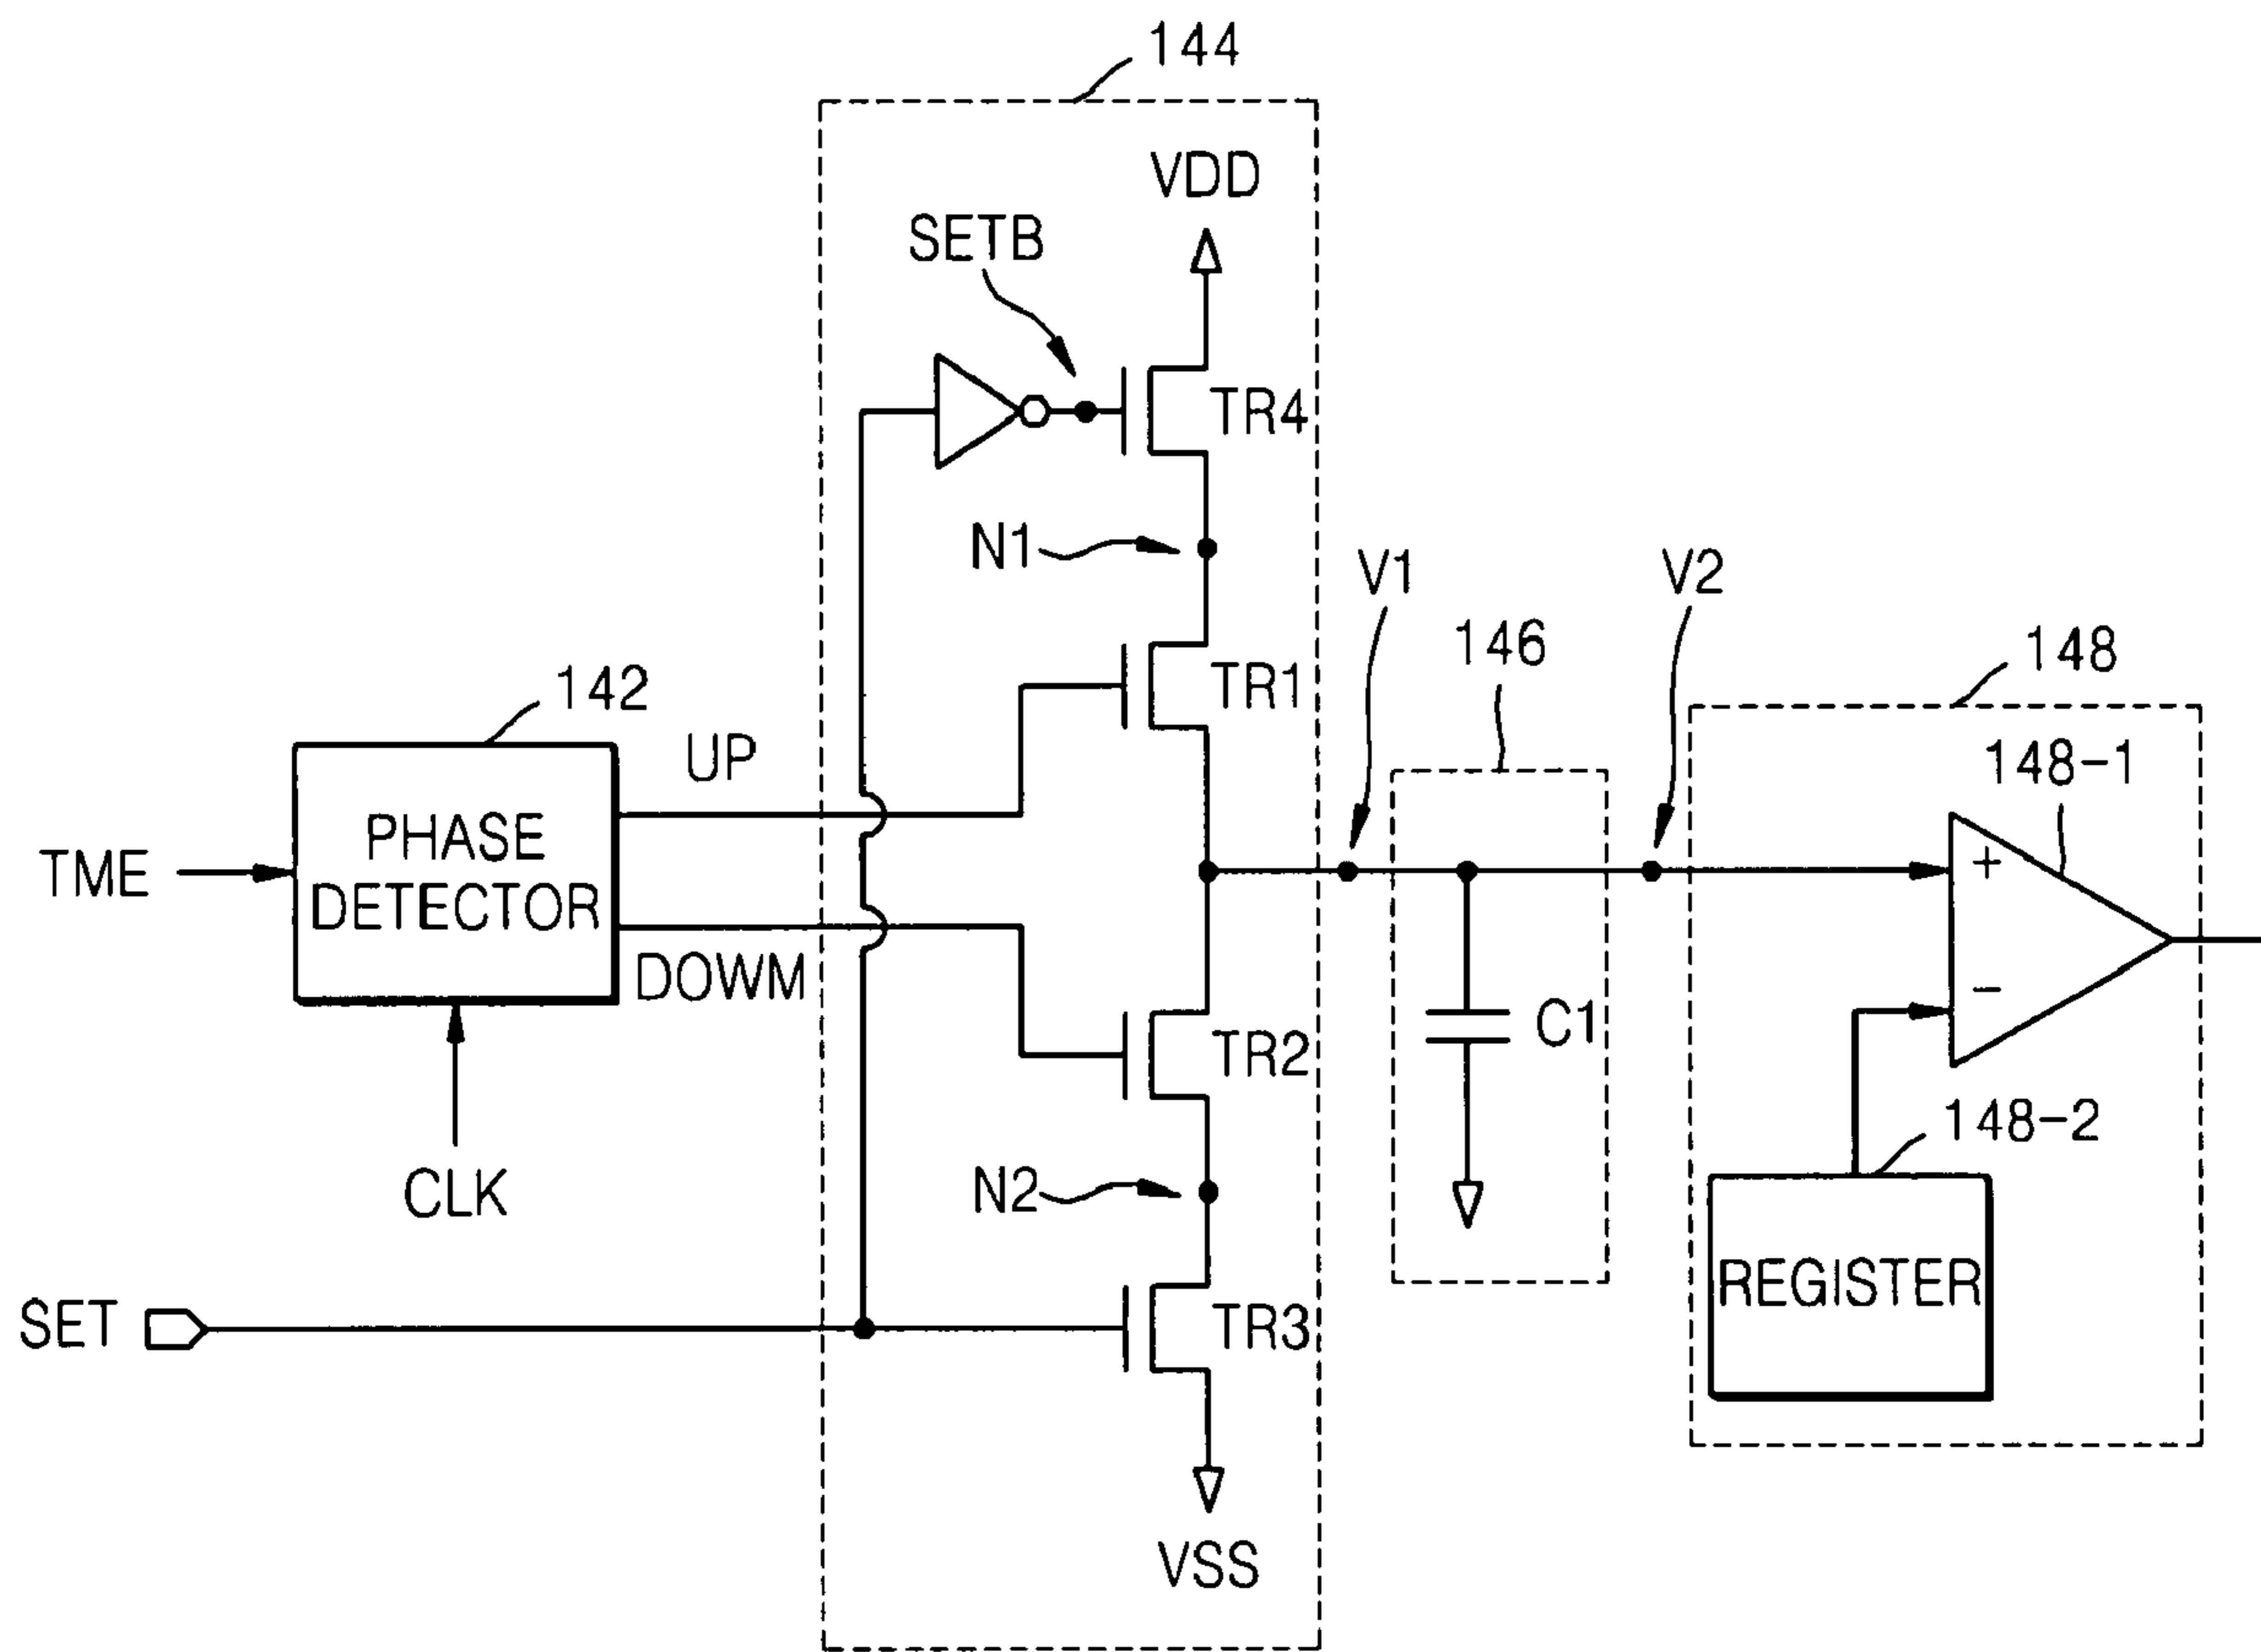 144
VDD
SETB
TR4
N1
V1
V2
146
148
TR1
142
UP
148-1
PHASE
DETECTOR
TME
+
DOWM
−
C1
TR2
148-2
CLK
N2
REGISTER
SET
TR3
VSS